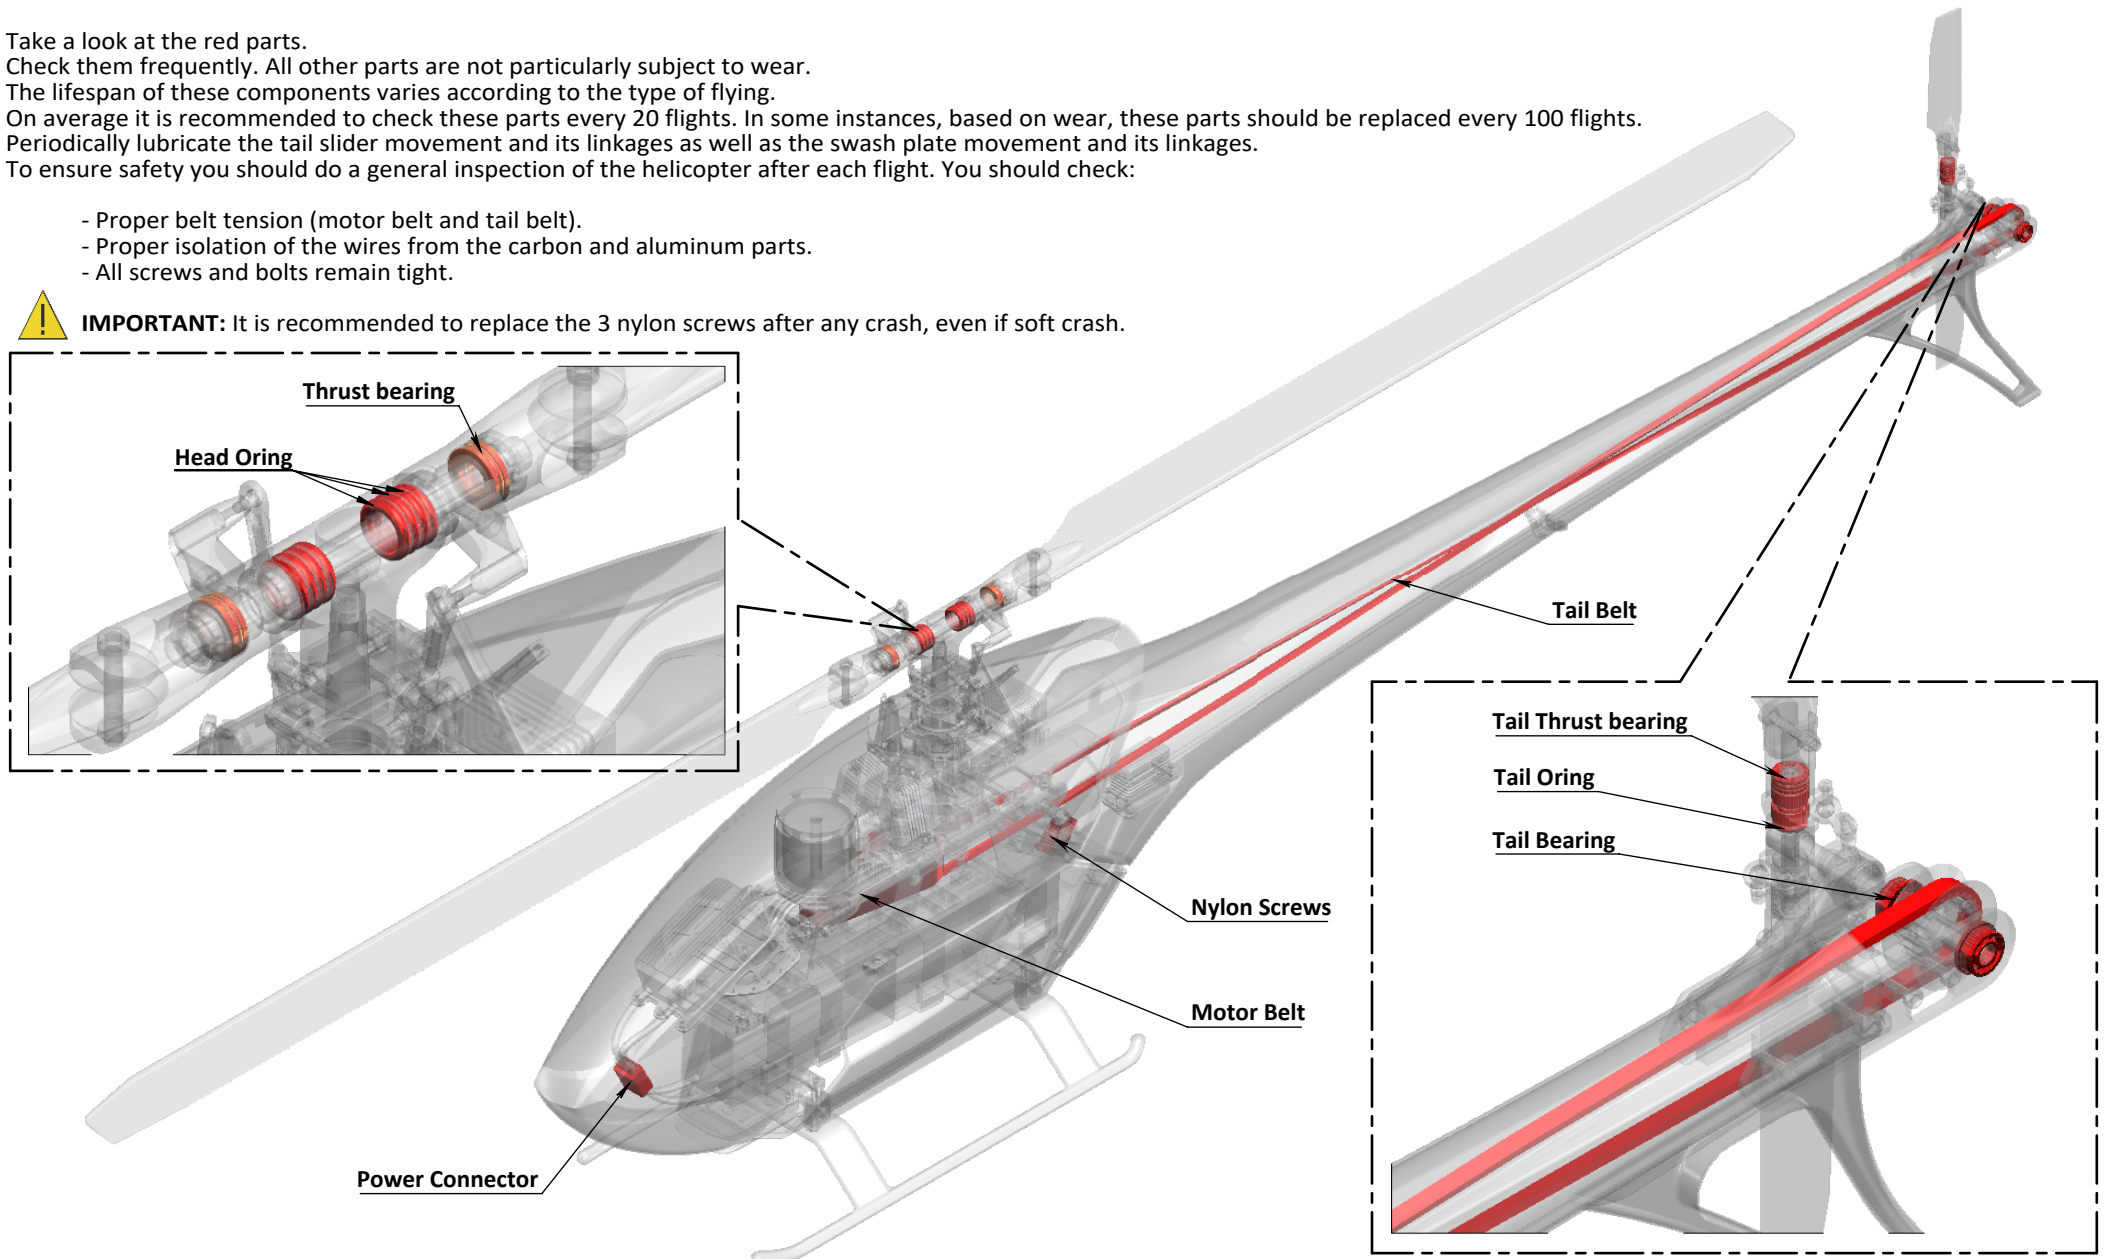 Take a look at the red parts.
Check them frequently. All other parts are not particularly subject to wear.
The lifespan of these components varies according to the type of flying.
On average it is recommended to check these parts every 20 flights. In some instances, based on wear, these parts should be replaced every 100 flights.
Periodically lubricate the tail slider movement and its linkages as well as the swash plate movement and its linkages.
To ensure safety you should do a general inspection of the helicopter after each flight. You should check:
- Proper belt tension (motor belt and tail belt).
- Proper isolation of the wires from the carbon and aluminum parts.
- All screws and bolts remain tight.
IMPORTANT: It is recommended to replace the 3 nylon screws after any crash, even if soft crash.
Thrust bearing
Head Oring
Tail Belt
Tail Thrust bearing
Tail Oring
Tail Bearing
Nylon Screws
Motor Belt
Power Connector